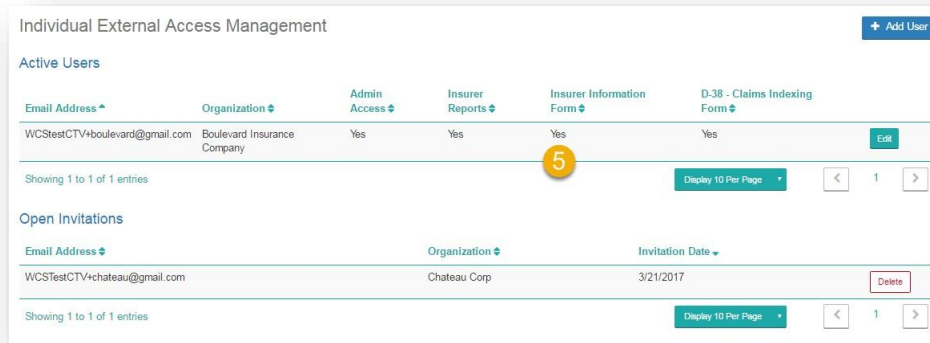 Individual External Access Management
+ Add User
Active Users
Email Address Organization Admin Access Insurer Reports Insurer Information Form D-38 - Claims Indexing Form
WCStestCTV+boulevard@gmail.com Boulevard Insurance Company Yes Yes Yes Yes Edit
5
Showing 1 to 1 of 1 entries Display 10 Per Page < 1 >
Open Invitations
Email Address Organization Invitation Date
WCSTestCTV+chateau@gmail.com Chateau Corp 3/21/2017 Delete
Showing 1 to 1 of 1 entries Display 10 Per Page < 1 >